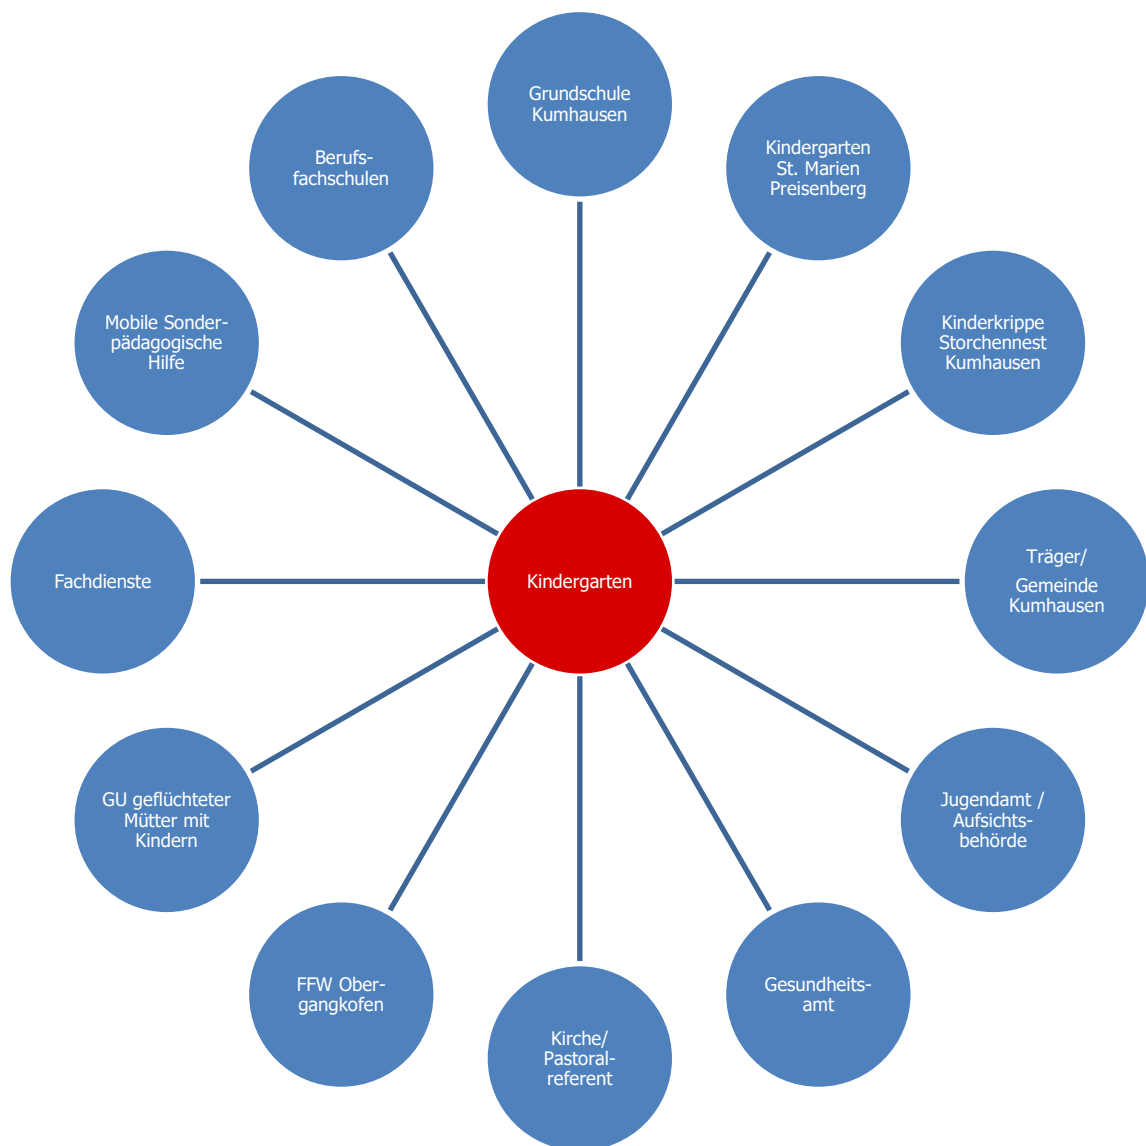 Grundschule
Kumhausen
Kindergarten
St. Marien
Preisenberg
Kinderkrippe
Storchennest
Kumhausen
Träger/
Gemeinde
Kumhausen
Jugendamt /
Aufsichts-
behörde
Gesundheits-
amt
Kirche/
Pastoral-
referent
FFW Ober-
gangkofen
GU geflüchteter
Mütter mit
Kindern
Fachdienste
Mobile Sonder-
pädagogische
Hilfe
Berufs-
fachschulen
Kindergarten